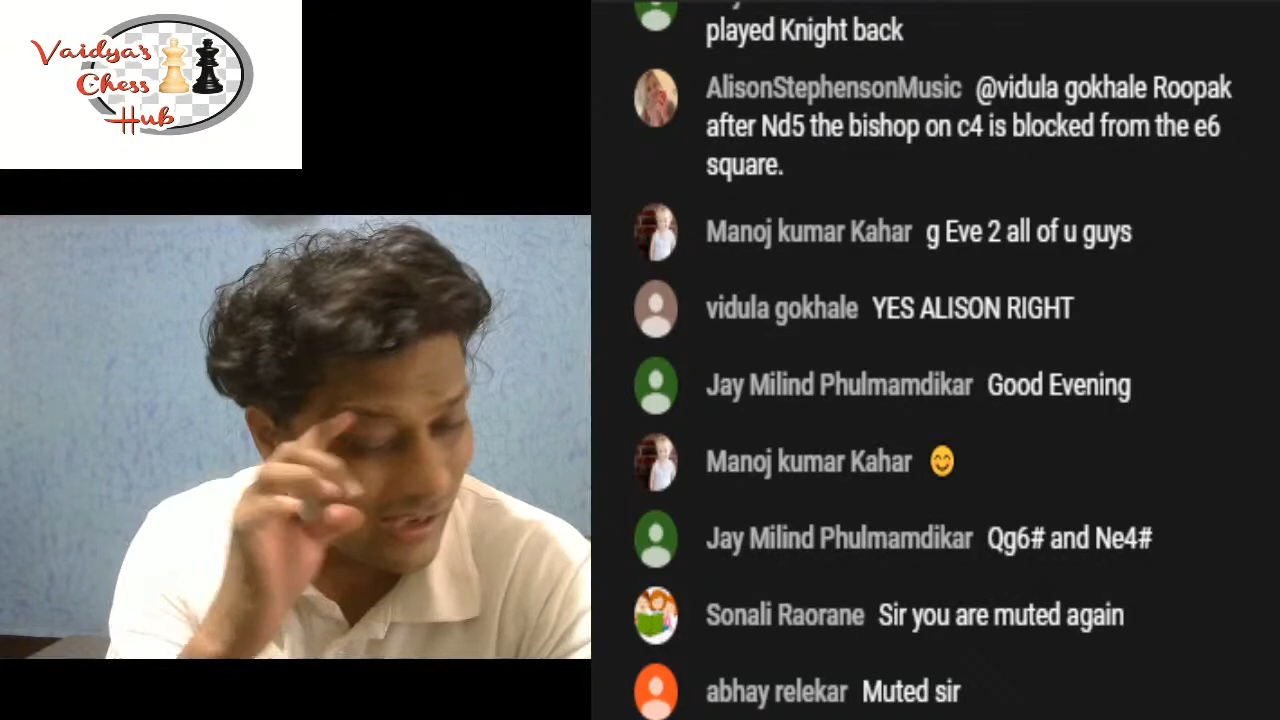 Vaidya's
Chess
Hub
played Knight back
AlisonStephensonMusic @vidula gokhale Roopak
after Nd5 the bishop on c4 is blocked from the e6
square.
Manoj kumar Kahar g Eve 2 all of u guys
vidula gokhale YES ALISON RIGHT
Jay Milind Phulmamdikar Good Evening
Manoj kumar Kahar 😊
Jay Milind Phulmamdikar Qg6# and Ne4#
Sonali Raorane Sir you are muted again
abhay relekar Muted sir